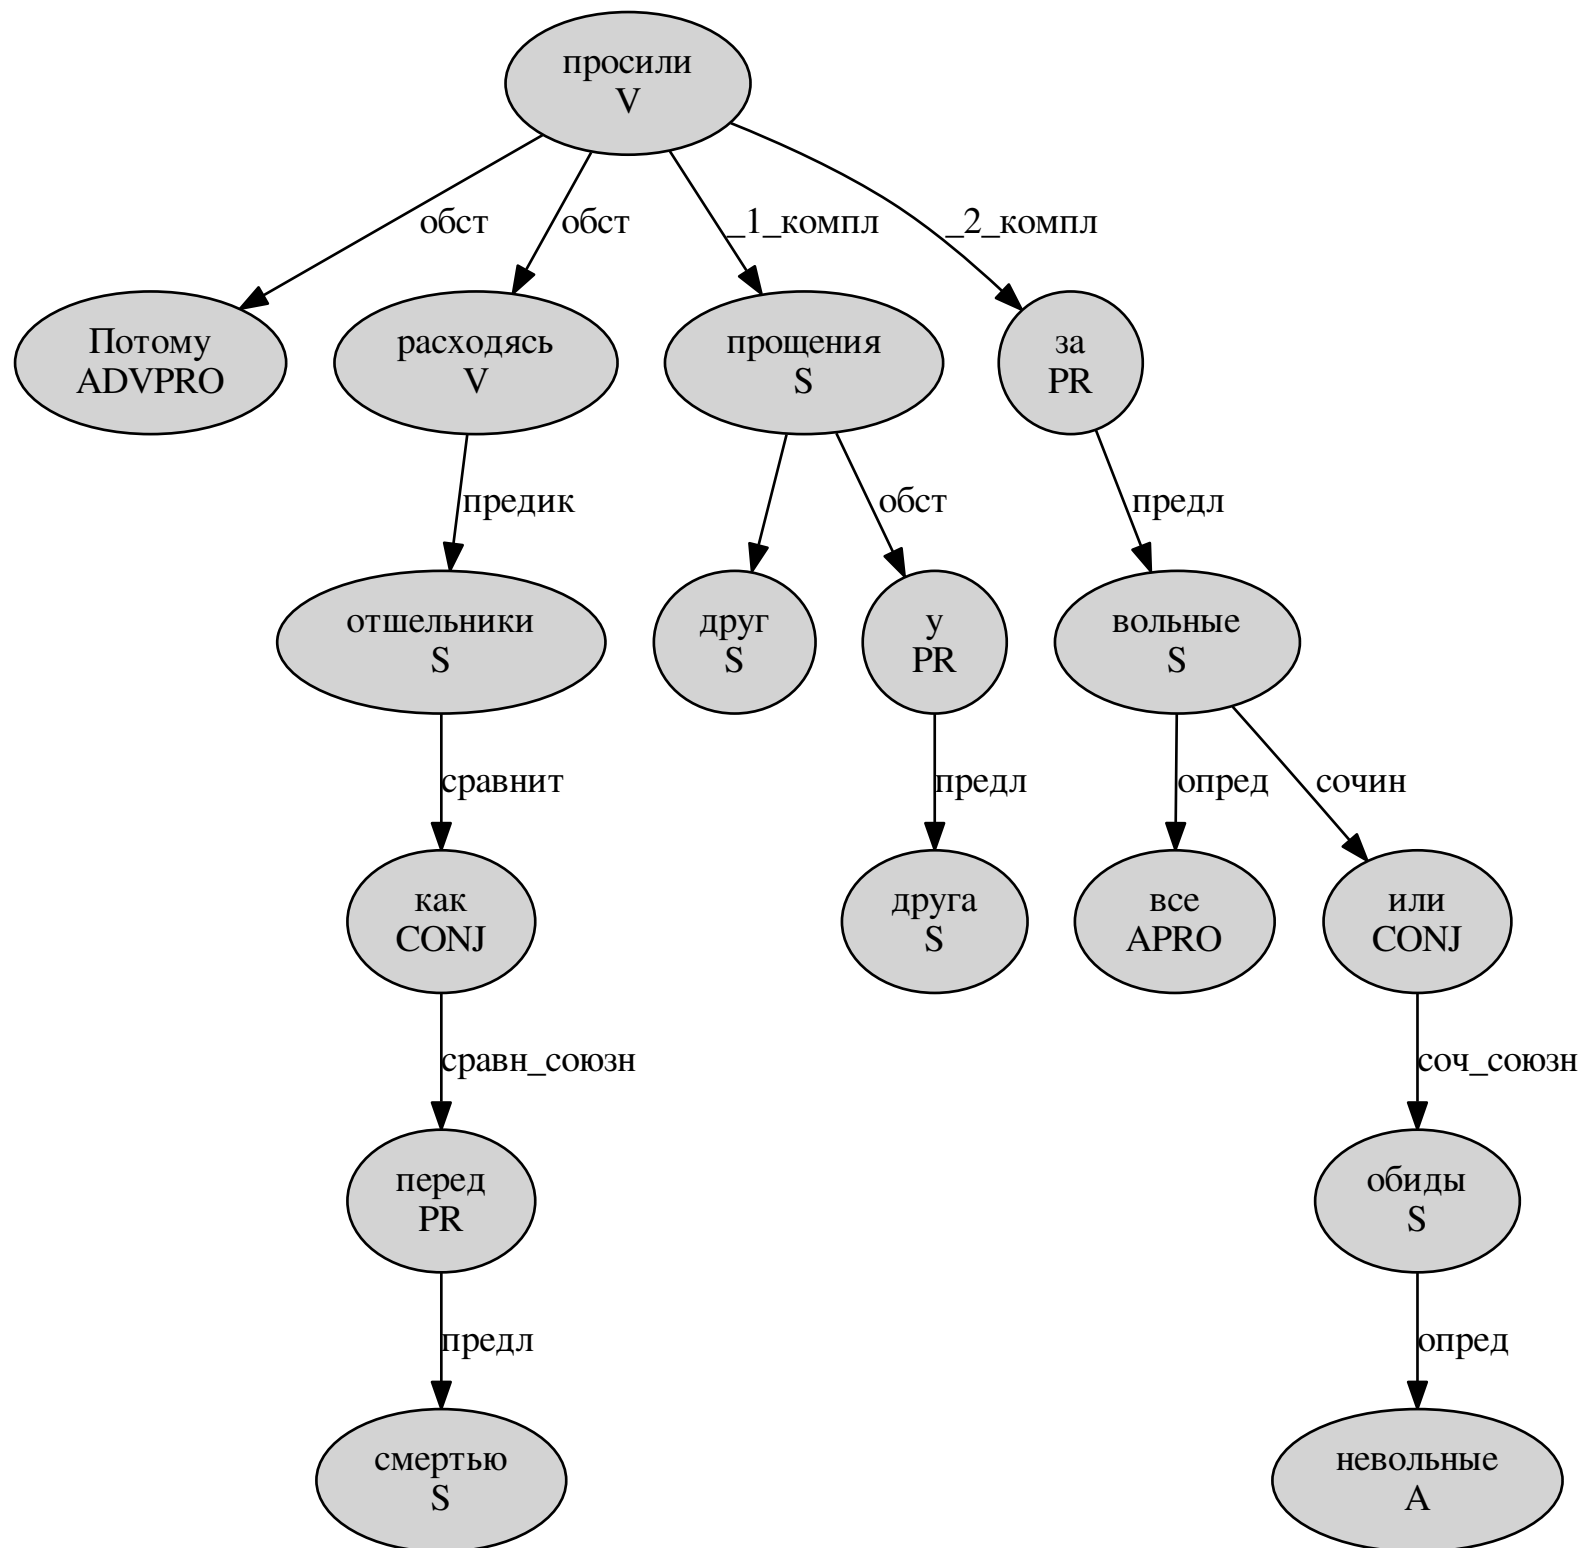 просили
V
обст
обст
_1_компл
_2_компл
Потому
ADVPRO
расходясь
V
прощения
S
за
PR
предик
обст
предл
отшельники
S
друг
S
у
PR
вольные
S
сравнит
предл
опред
сочин
как
CONJ
друга
S
все
APRO
или
CONJ
сравн_союзн
соч_союзн
перед
PR
обиды
S
предл
опред
смертью
S
невольные
A